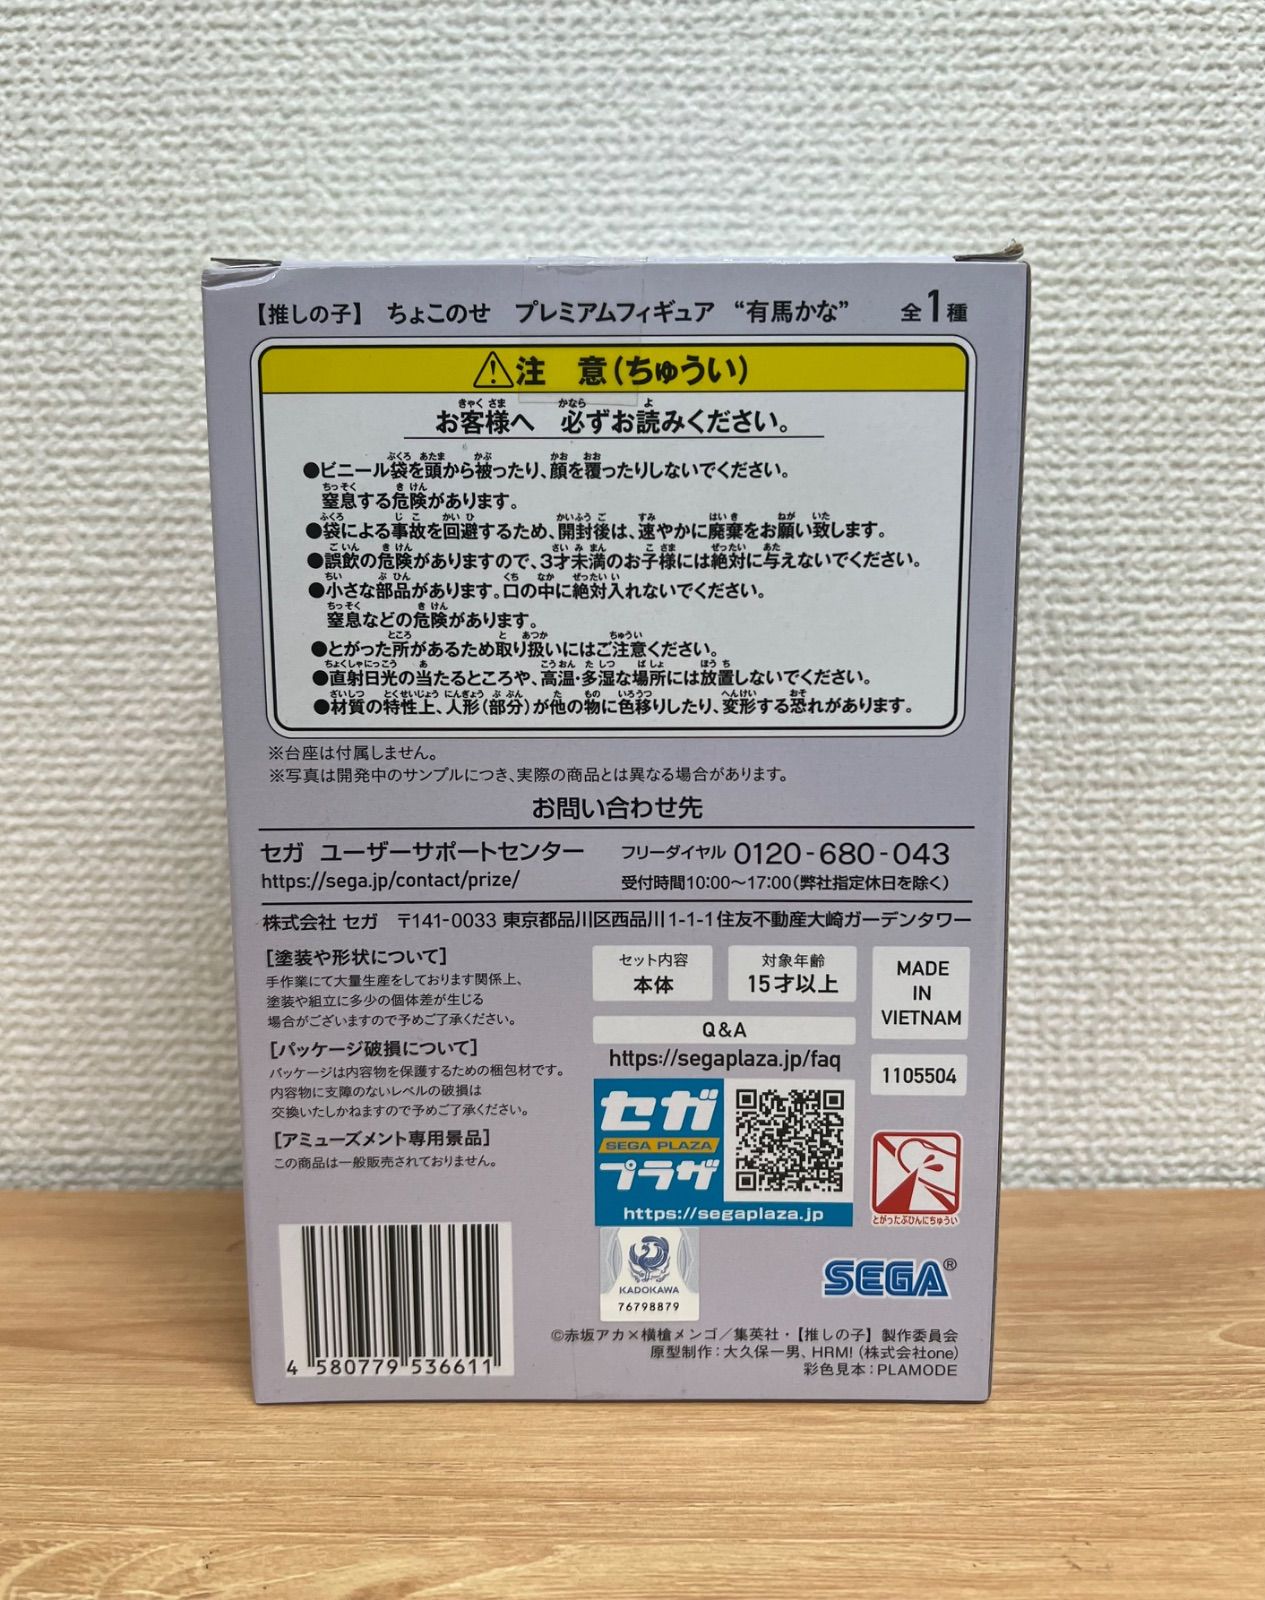 【推しの子】 ちょこのせ プレミアムフィギュア “有馬かな” 全1種
注 意(ちゅうい)
お客様へ 必ずお読みください。
●ビニール袋を頭から被ったり、顔を覆ったりしないでください。
窒息する危険があります。
●袋による事故を回避するため、開封後は、速やかに廃棄をお願い致します。
●誤飲の危険がありますので、3才未満のお子様には絶対に与えないでください。
●小さな部品があります。口の中に絶対入れないでください。
窒息などの危険があります。
●とがった所があるため取り扱いにはご注意ください。
●直射日光の当たるところや、高温・多湿な場所には放置しないでください。
●材質の特性上、人形(部分)が他の物に色移りしたり、変形する恐れがあります。
※台座は付属しません。
※写真は開発中のサンプルにつき、実際の商品とは異なる場合があります。
お問い合わせ先
セガ ユーザーサポートセンター フリーダイヤル 0120-680-043
https://sega.jp/contact/prize/ 受付時間10:00〜17:00(弊社指定休日を除く)
株式会社 セガ 〒141-0033 東京都品川区西品川1-1-1住友不動産大崎ガーデンタワー
[塗装や形状について]
手作業にて大量生産をしております関係上、
塗装や組立に多少の個体差が生じる
場合がございますので予めご了承ください。
[パッケージ破損について]
パッケージは内容物を保護するための梱包材です。
内容物に支障のないレベルの破損は
交換いたしかねますので予めご了承ください。
[アミューズメント専用景品]
この商品は一般販売されておりません。
セット内容
本体
対象年齢
15才以上
MADE
IN
VIETNAM
Q&A
https://segaplaza.jp/faq
1105504
セガ
SEGA PLAZA
プラザ
https://segaplaza.jp
とがったぶひんにちゅうい
KADOKAWA
76798879
SEGA®
4 580779 536611
©赤坂アカ×横槍メンゴ/集英社・【推しの子】製作委員会
原型制作:大久保一男、HRM!(株式会社one)
彩色見本:PLAMODE